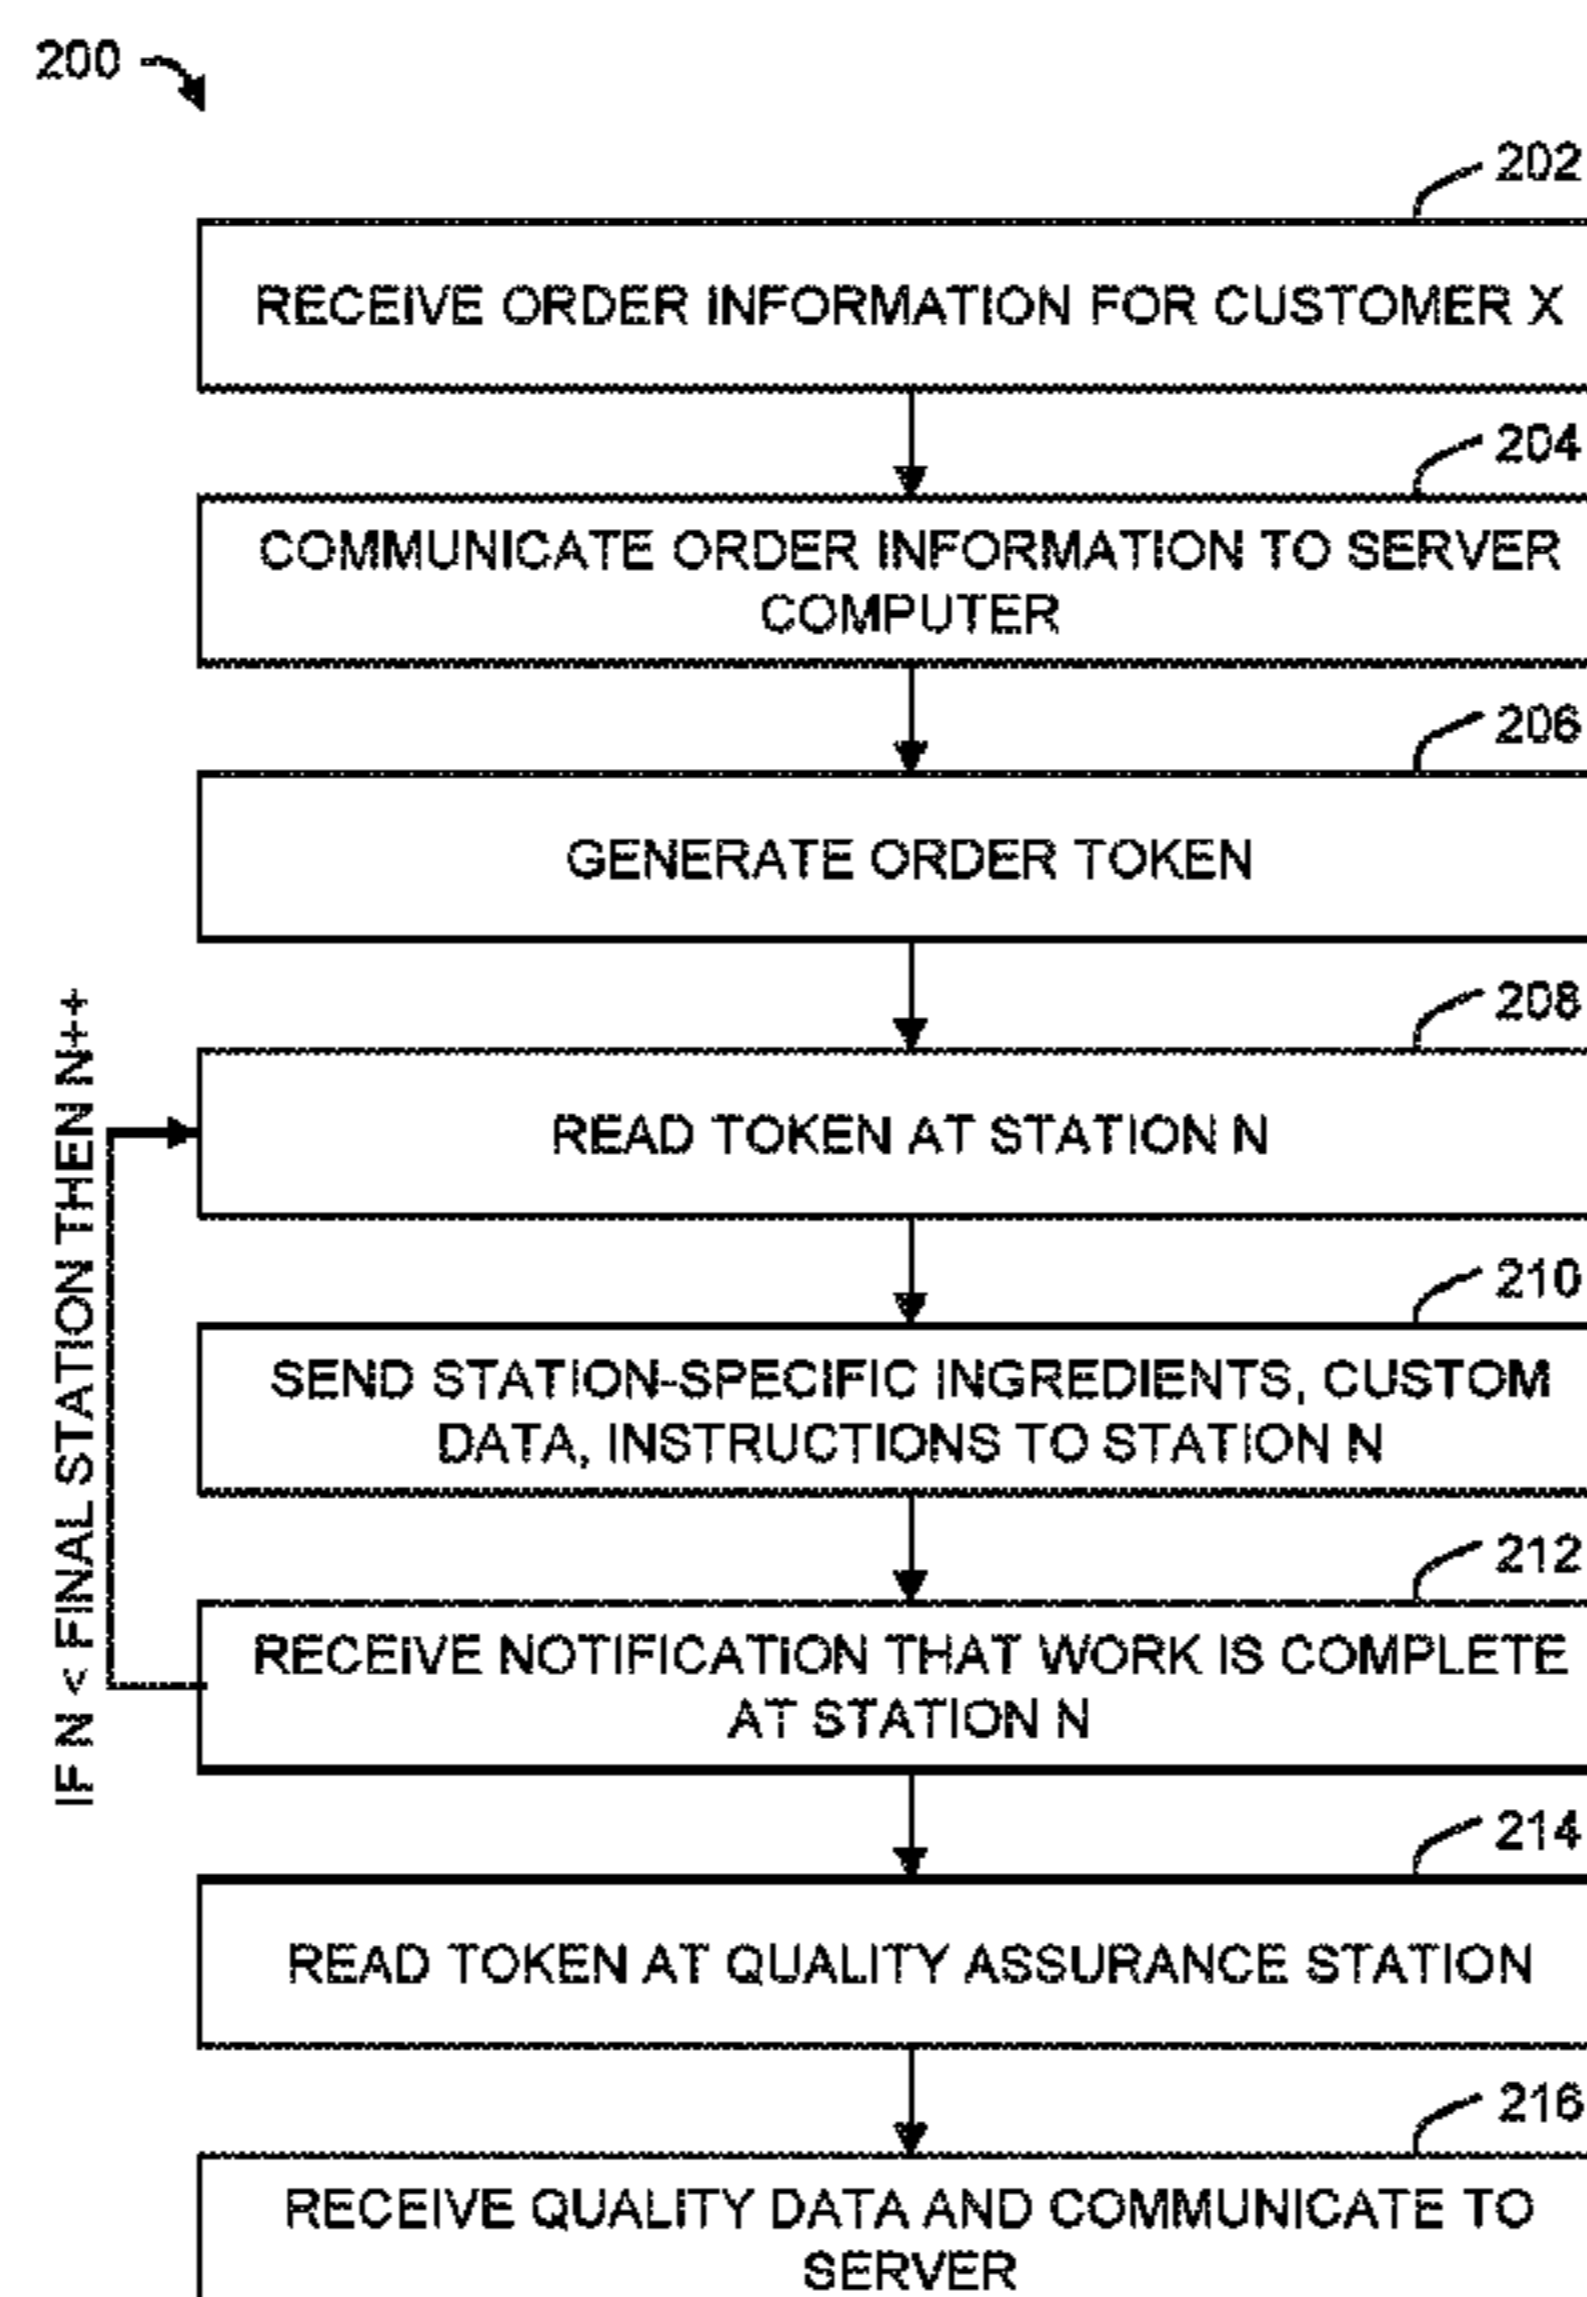 200
202
RECEIVE ORDER INFORMATION FOR CUSTOMER X
204
COMMUNICATE ORDER INFORMATION TO SERVER
COMPUTER
206
GENERATE ORDER TOKEN
208
READ TOKEN AT STATION N
210
SEND STATION-SPECIFIC INGREDIENTS, CUSTOM
DATA, INSTRUCTIONS TO STATION N
212
RECEIVE NOTIFICATION THAT WORK IS COMPLETE
AT STATION N
IF N < FINAL STATION THEN N++
214
READ TOKEN AT QUALITY ASSURANCE STATION
216
RECEIVE QUALITY DATA AND COMMUNICATE TO
SERVER